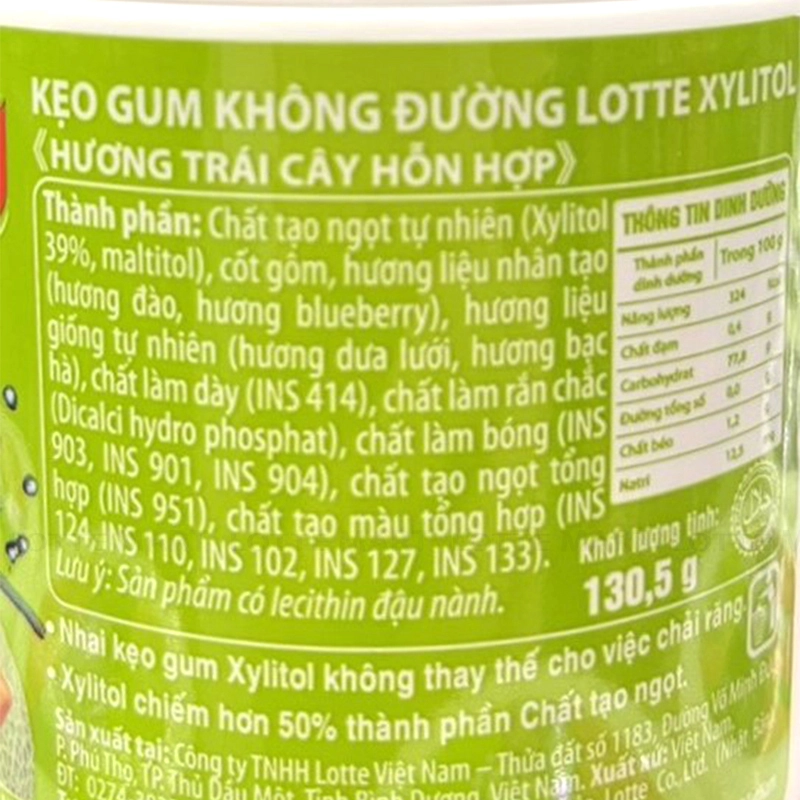 KẸO GUM KHÔNG ĐƯỜNG LOTTE XYLITOL
《HƯƠNG TRÁI CÂY HỖN HỢP》
Thành phần: Chất tạo ngọt tự nhiên (Xylitol
39%, maltitol), cốt gôm, hương liệu nhân tạo
(hương đào, hương blueberry), hương liệu
giống tự nhiên (hương dưa lưới, hương bạc
hà), chất làm dày (INS 414), chất làm rắn chắc
(Dicalci hydro phosphat), chất làm bóng (INS
903, INS 901, INS 904), chất tạo ngọt tổng
hợp (INS 951), chất tạo màu tổng hợp (INS
124, INS 110, INS 102, INS 127, INS 133).
Lưu ý: Sản phẩm có lecithin đậu nành.
THÔNG TIN DINH DƯỠNG
Thành phần dinh dưỡng Trong 100 g
Năng lượng 324
Chất đạm 0,4 g
Carbohydrat 77,8 g
Đường tổng số 0,0
Chất béo 1,2
Natri 12,5
Khối lượng tịnh:
130,5 g
• Nhai kẹo gum Xylitol không thay thế cho việc chải răng.
• Xylitol chiếm hơn 50% thành phần Chất tạo ngọt.
Sản xuất tại: Công ty TNHH Lotte Việt Nam – Thửa đất số 1183, Đường Võ Minh
P. Phú Thọ, TP. Thủ Dầu Một, Tỉnh Bình Dương, Việt Nam. Xuất xứ: Việt Nam.
ĐT: 0274 Lotte Co., Ltd. (Nhật Bản)